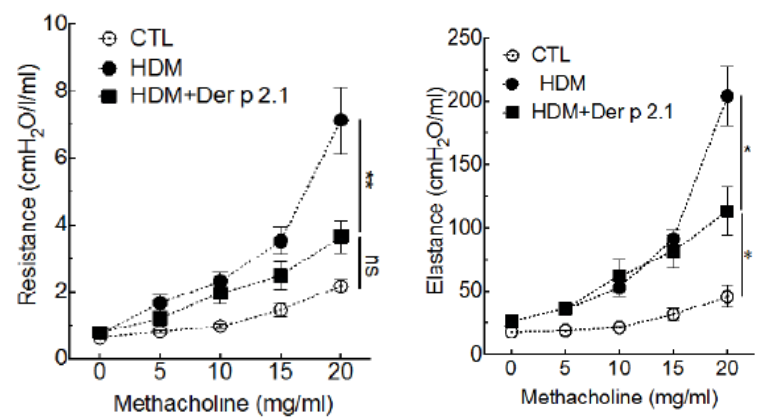 10
8
6
4
2
0
Resistance (cmH₂O/l/ml)
CTL
HDM
HDM+Der p 2.1
**
ns
0 5 10 15 20
Methacholine (mg/ml)
250
200
150
100
50
0
Elastance (cmH₂O/ml)
CTL
HDM
HDM+Der p 2.1
*
*
0 5 10 15 20
Methacholine (mg/ml)